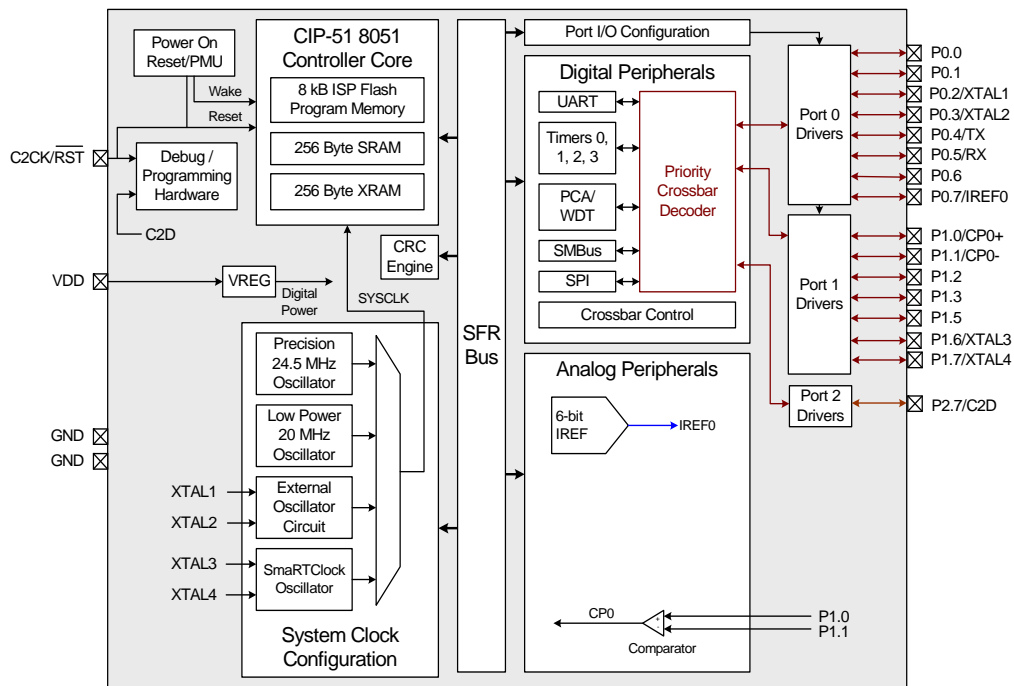 Power On
Reset/PMU
Wake
Reset
C2CK/RST
Debug /
Programming
Hardware
C2D
VDD
VREG
Digital
Power
GND
GND
CIP-51 8051
Controller Core
8 kB ISP Flash
Program Memory
256 Byte SRAM
256 Byte XRAM
CRC
Engine
SYSCLK
Precision
24.5 MHz
Oscillator
Low Power
20 MHz
Oscillator
External
Oscillator
Circuit
SmaRTClock
Oscillator
XTAL1
XTAL2
XTAL3
XTAL4
System Clock
Configuration
SFR
Bus
Port I/O Configuration
Digital Peripherals
UART
Timers 0,
1, 2, 3
PCA/
WDT
SMBus
SPI
Priority
Crossbar
Decoder
Crossbar Control
Analog Peripherals
6-bit
IREF
IREF0
CP0
+
-
Comparator
P1.0
P1.1
Port 0
Drivers
Port 1
Drivers
Port 2
Drivers
P0.0
P0.1
P0.2/XTAL1
P0.3/XTAL2
P0.4/TX
P0.5/RX
P0.6
P0.7/IREF0
P1.0/CP0+
P1.1/CP0-
P1.2
P1.3
P1.5
P1.6/XTAL3
P1.7/XTAL4
P2.7/C2D